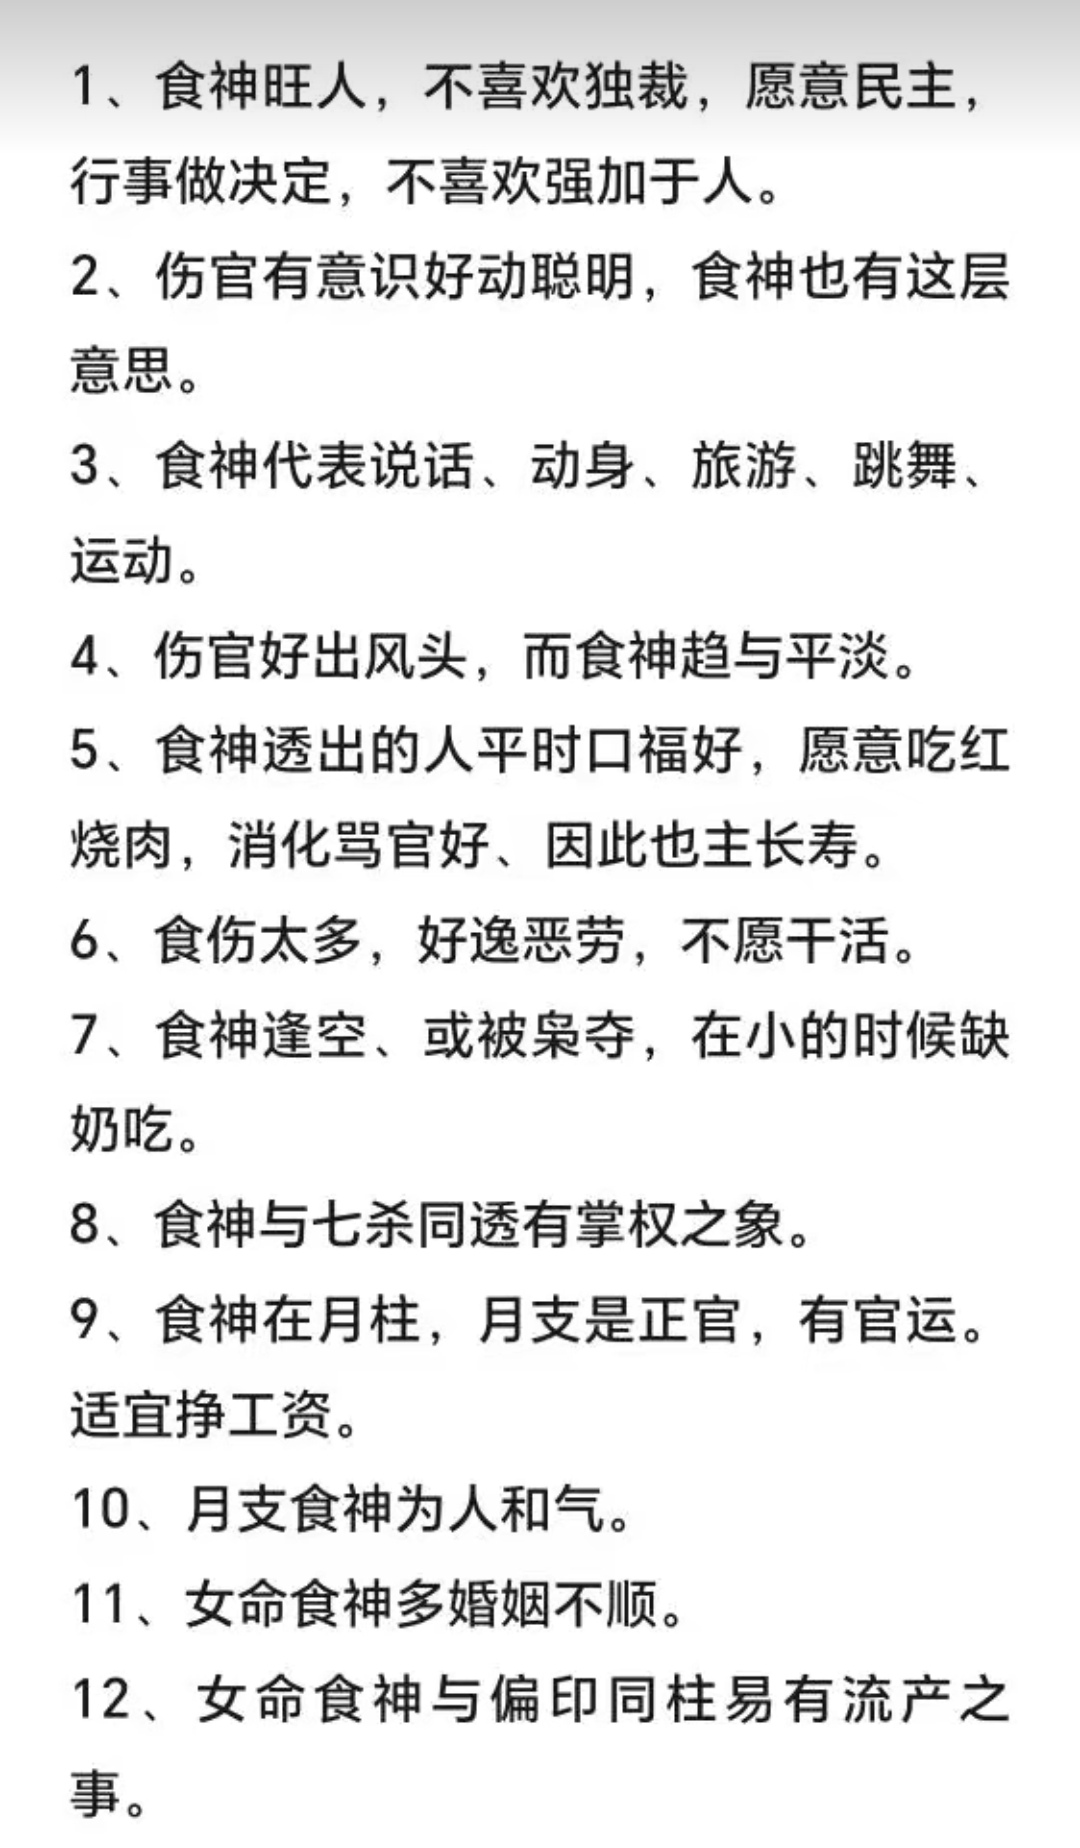 1、食神旺人，不喜欢独裁，愿意民主，
行事做决定，不喜欢强加于人。
2、伤官有意识好动聪明，食神也有这层
意思。
3、食神代表说话、动身、旅游、跳舞、
运动。
4、伤官好出风头，而食神趋与平淡。
5、食神透出的人平时口福好，愿意吃红
烧肉，消化骂官好、因此也主长寿。
6、食伤太多，好逸恶劳，不愿干活。
7、食神逢空、或被枭夺，在小的时候缺
奶吃。
8、食神与七杀同透有掌权之象。
9、食神在月柱，月支是正官，有官运。
适宜挣工资。
10、月支食神为人和气。
11、女命食神多婚姻不顺。
12、女命食神与偏印同柱易有流产之
事。